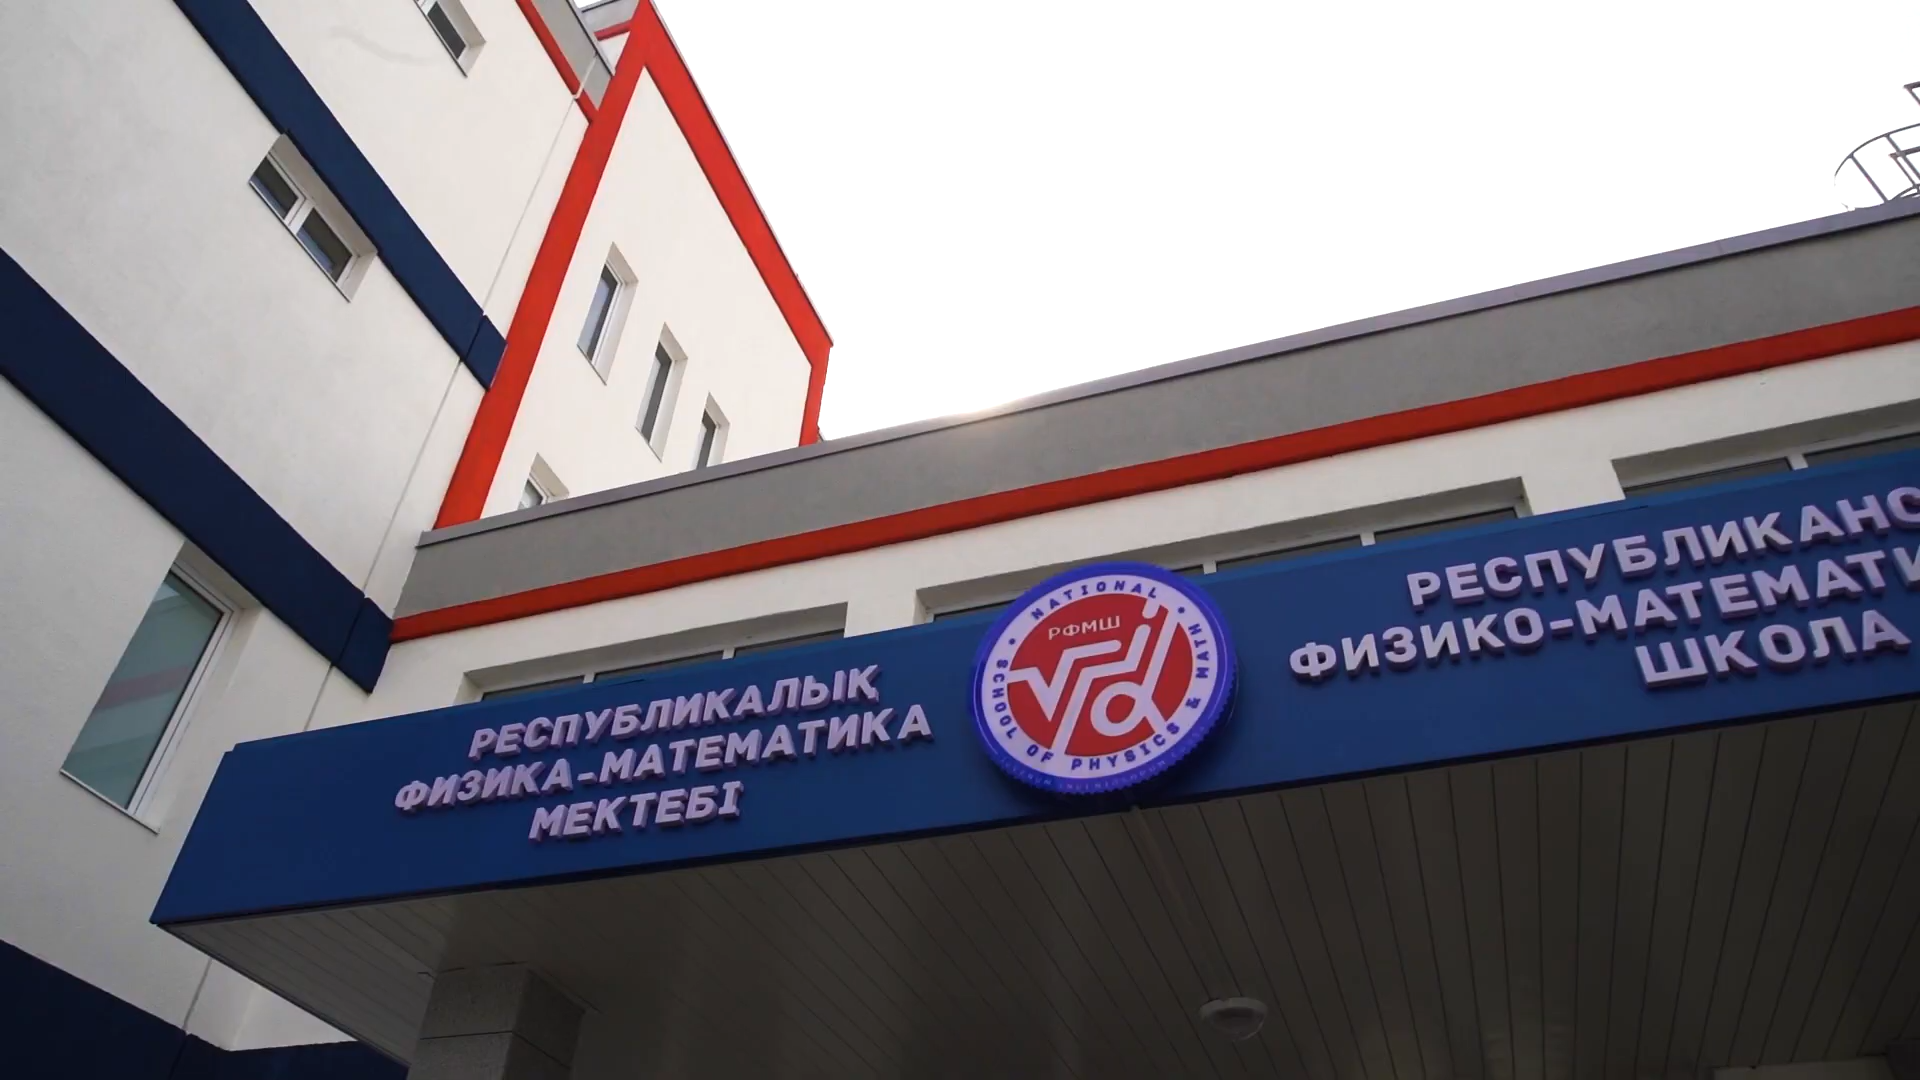 РЕСПУБЛИКАЛЫҚ
ФИЗИКА-МАТЕМАТИКА
МЕКТЕБІ
NATIONAL
SCHOOL OF PHYSICS & MATH
РФМШ
РЕСПУБЛИКАНС
ФИЗИКО-МАТЕМАТИ
ШКОЛА